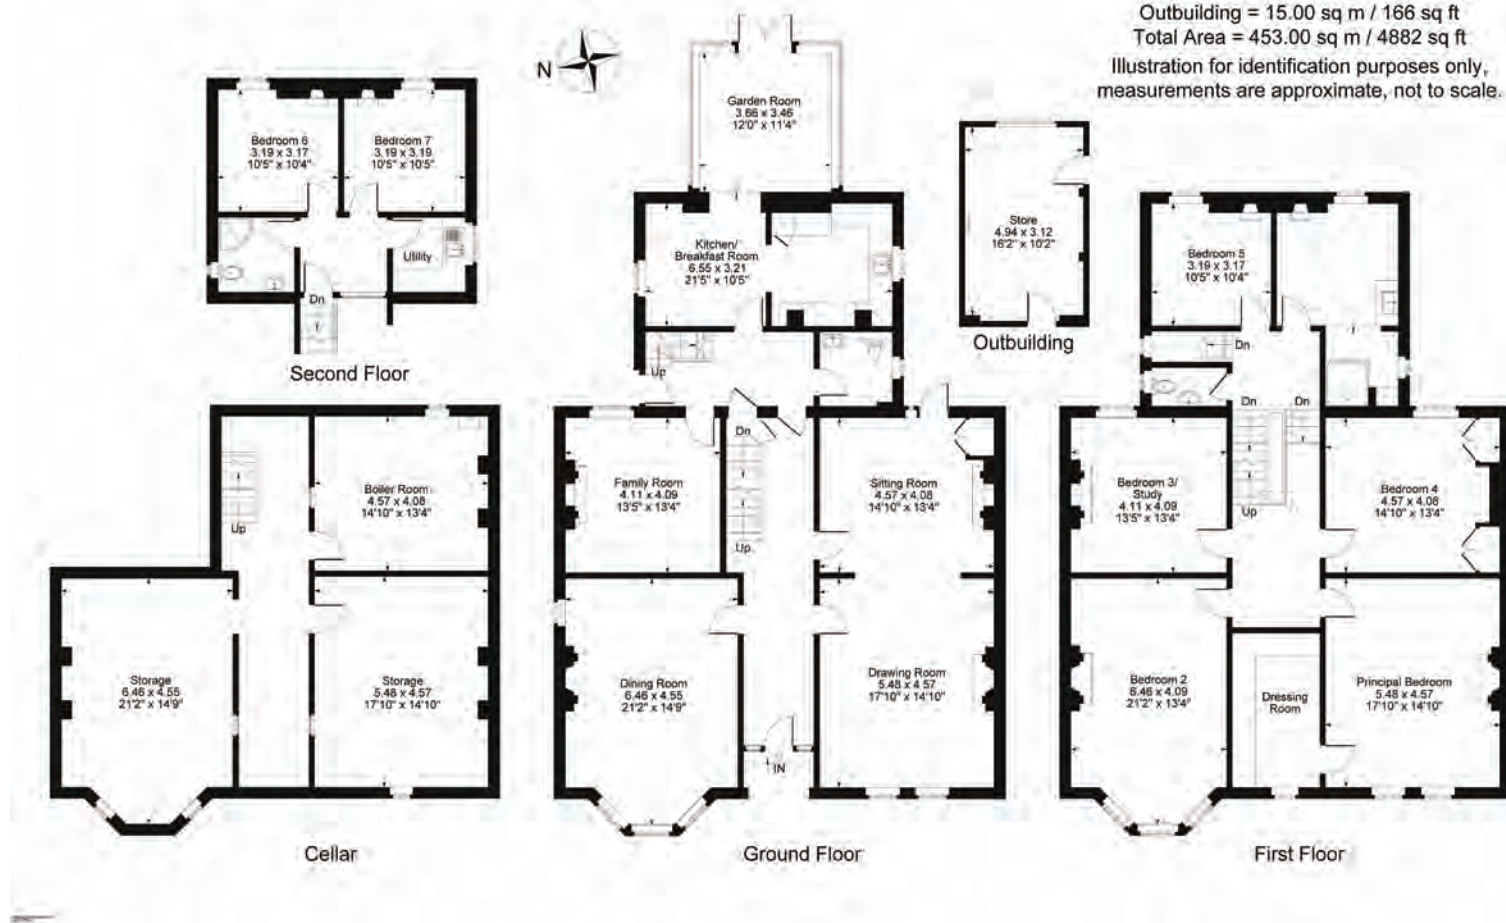 Outbuilding = 15.00 sq m / 166 sq ft
Total Area = 453.00 sq m / 4882 sq ft
Illustration for identification purposes only,
measurements are approximate, not to scale.
N
Bedroom 6
3.19 x 3.17
10'5" x 10'4"
Bedroom 7
3.19 x 3.19
10'5" x 10'5"
Utility
Dn
Second Floor
Garden Room
3.66 x 3.46
12'0" x 11'4"
Kitchen/
Breakfast Room
6.55 x 3.21
21'5" x 10'5"
Up
Dn
Family Room
4.11 x 4.09
13'5" x 13'4"
Up
Sitting Room
4.57 x 4.08
14'10" x 13'4"
Dining Room
6.46 x 4.55
21'2" x 14'9"
Drawing Room
5.48 x 4.57
17'10" x 14'10"
IN
Ground Floor
Store
4.94 x 3.12
16'2" x 10'2"
Outbuilding
Up
Boiler Room
4.57 x 4.08
14'10" x 13'4"
Storage
6.46 x 4.55
21'2" x 14'9"
Storage
5.48 x 4.57
17'10" x 14'10"
Cellar
Bedroom 5
3.19 x 3.17
10'5" x 10'4"
Dn
Dn
Dn
Bedroom 3/
Study
4.11 x 4.09
13'5" x 13'4"
Up
Bedroom 4
4.57 x 4.08
14'10" x 13'4"
Bedroom 2
6.46 x 4.09
21'2" x 13'4"
Dressing
Room
Principal Bedroom
5.48 x 4.57
17'10" x 14'10"
First Floor